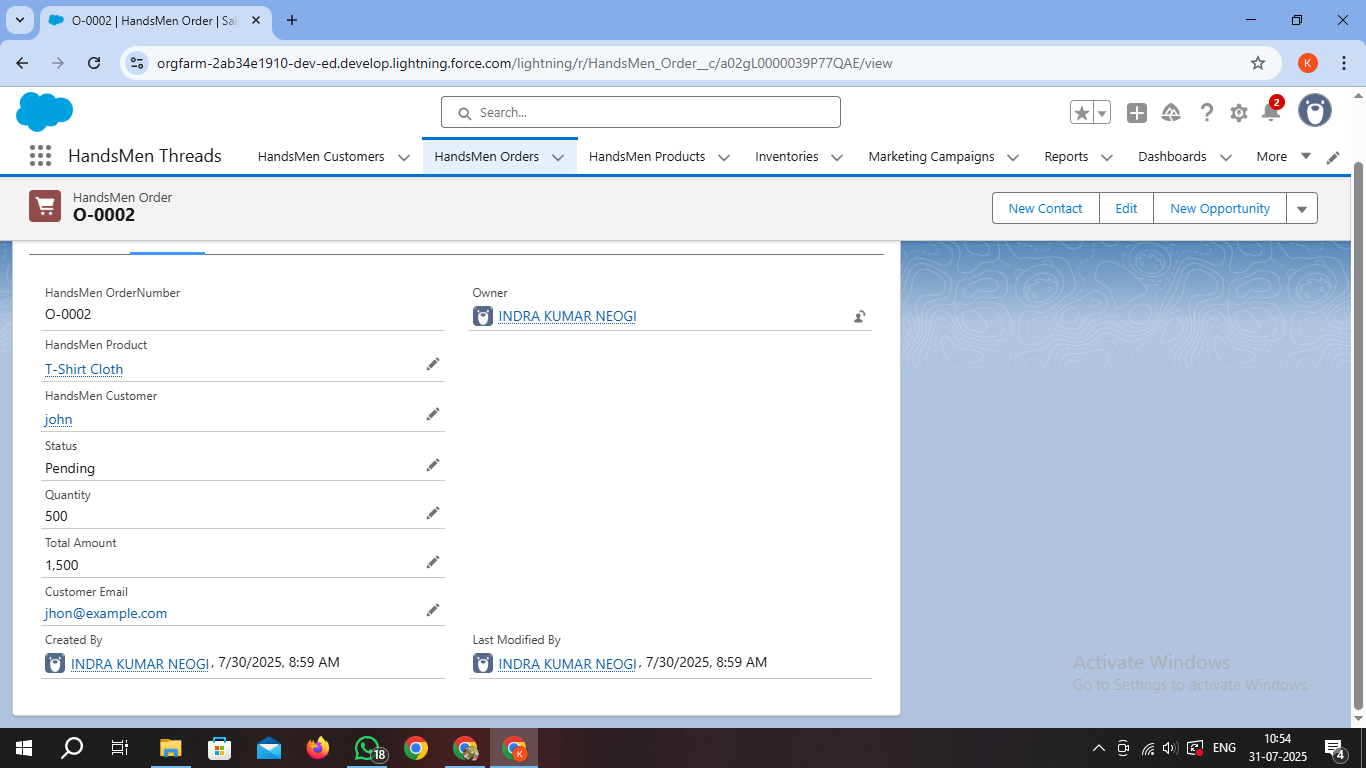 O-0002 | HandsMen Order | Sal
orgfarm-2ab34e1910-dev-ed.develop.lightning.force.com/lightning/r/HandsMen_Order__c/a02gL0000039P77QAE/view
K
Search...
2
HandsMen Threads
HandsMen Customers
HandsMen Orders
HandsMen Products
Inventories
Marketing Campaigns
Reports
Dashboards
More
HandsMen Order
O-0002
New Contact
Edit
New Opportunity
HandsMen OrderNumber
O-0002
Owner
INDRA KUMAR NEOGI
HandsMen Product
T-Shirt Cloth
HandsMen Customer
john
Status
Pending
Quantity
500
Total Amount
1,500
Customer Email
jhon@example.com
Created By
INDRA KUMAR NEOGI, 7/30/2025, 8:59 AM
Last Modified By
INDRA KUMAR NEOGI, 7/30/2025, 8:59 AM
Activate Windows
Go to Settings to activate Windows.
18
K
ENG
10:54
31-07-2025
4